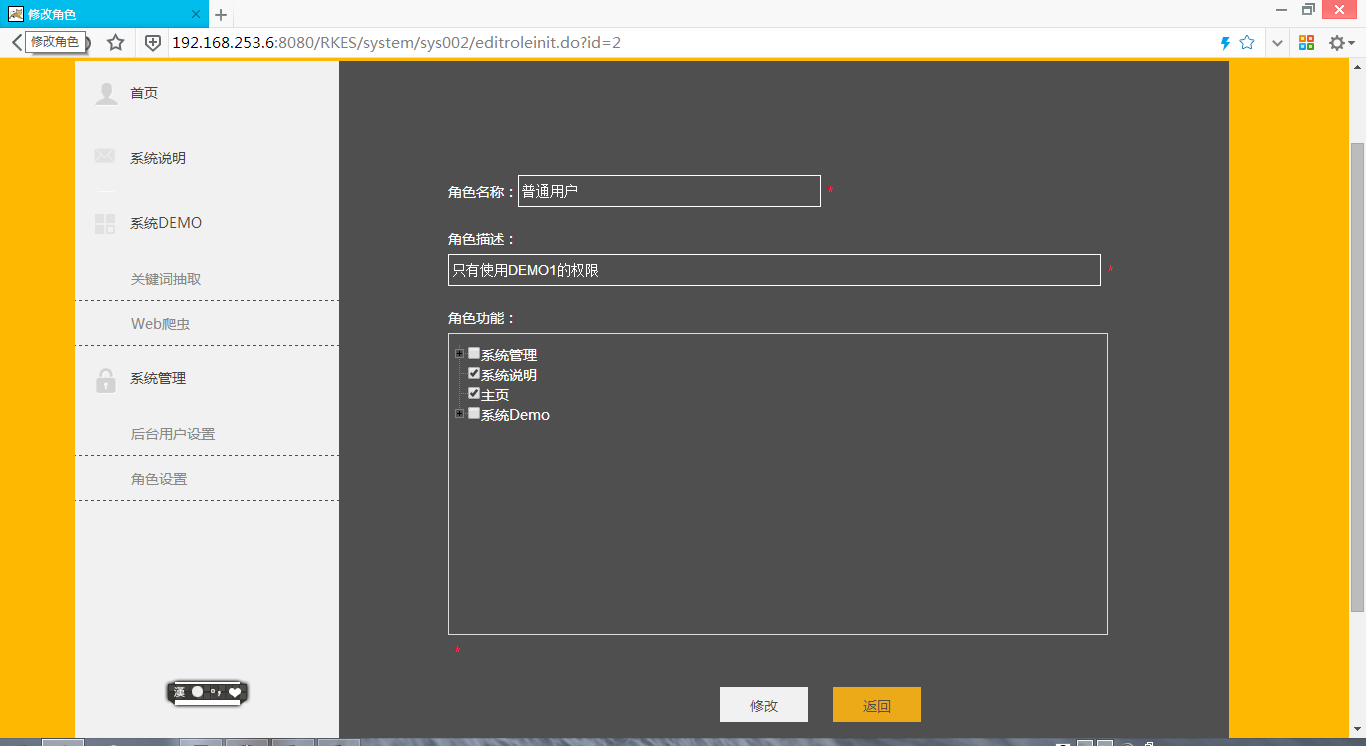 修改角色
修改角色
192.168.253.6:8080/RKES/system/sys002/editroleinit.do?id=2
首页
系统说明
系统DEMO
关键词抽取
Web爬虫
系统管理
后台用户设置
角色设置
角色名称：普通用户 *
角色描述：
只有使用DEMO1的权限 *
角色功能：
系统管理
系统说明
主页
系统Demo
*
修改 返回
漢